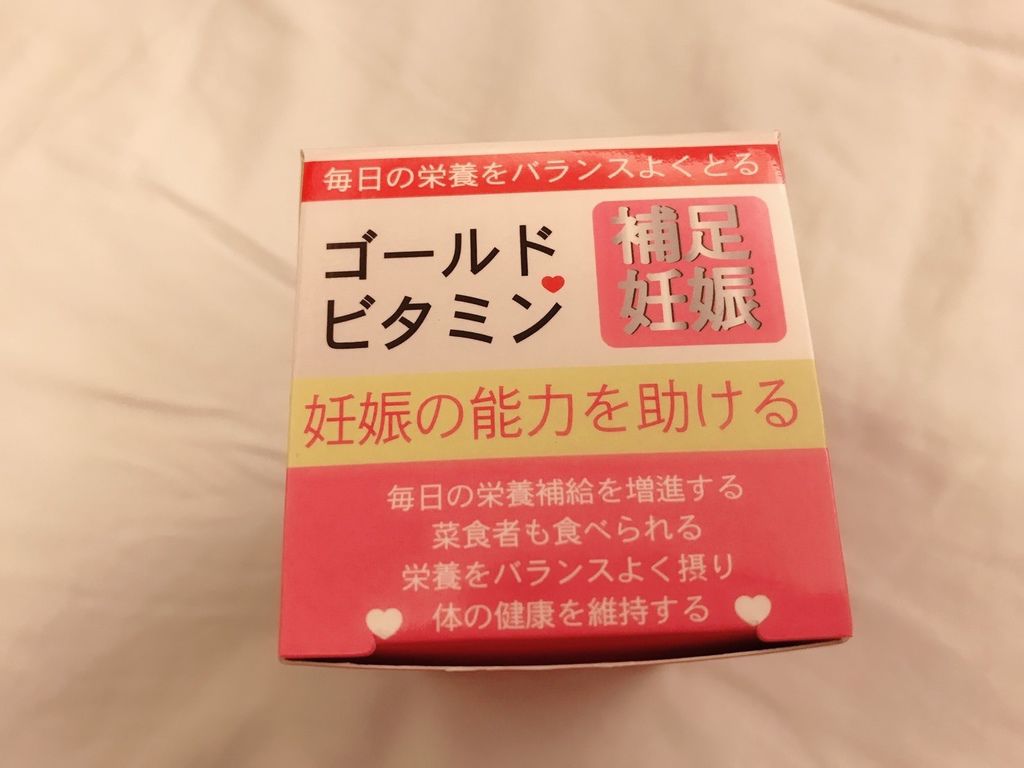 毎日の栄養をバランスよくとる
ゴールド
ビタミン
補足
妊娠
妊娠の能力を助ける
毎日の栄養補給を増進する
菜食者も食べられる
栄養をバランスよく摂り
体の健康を維持する